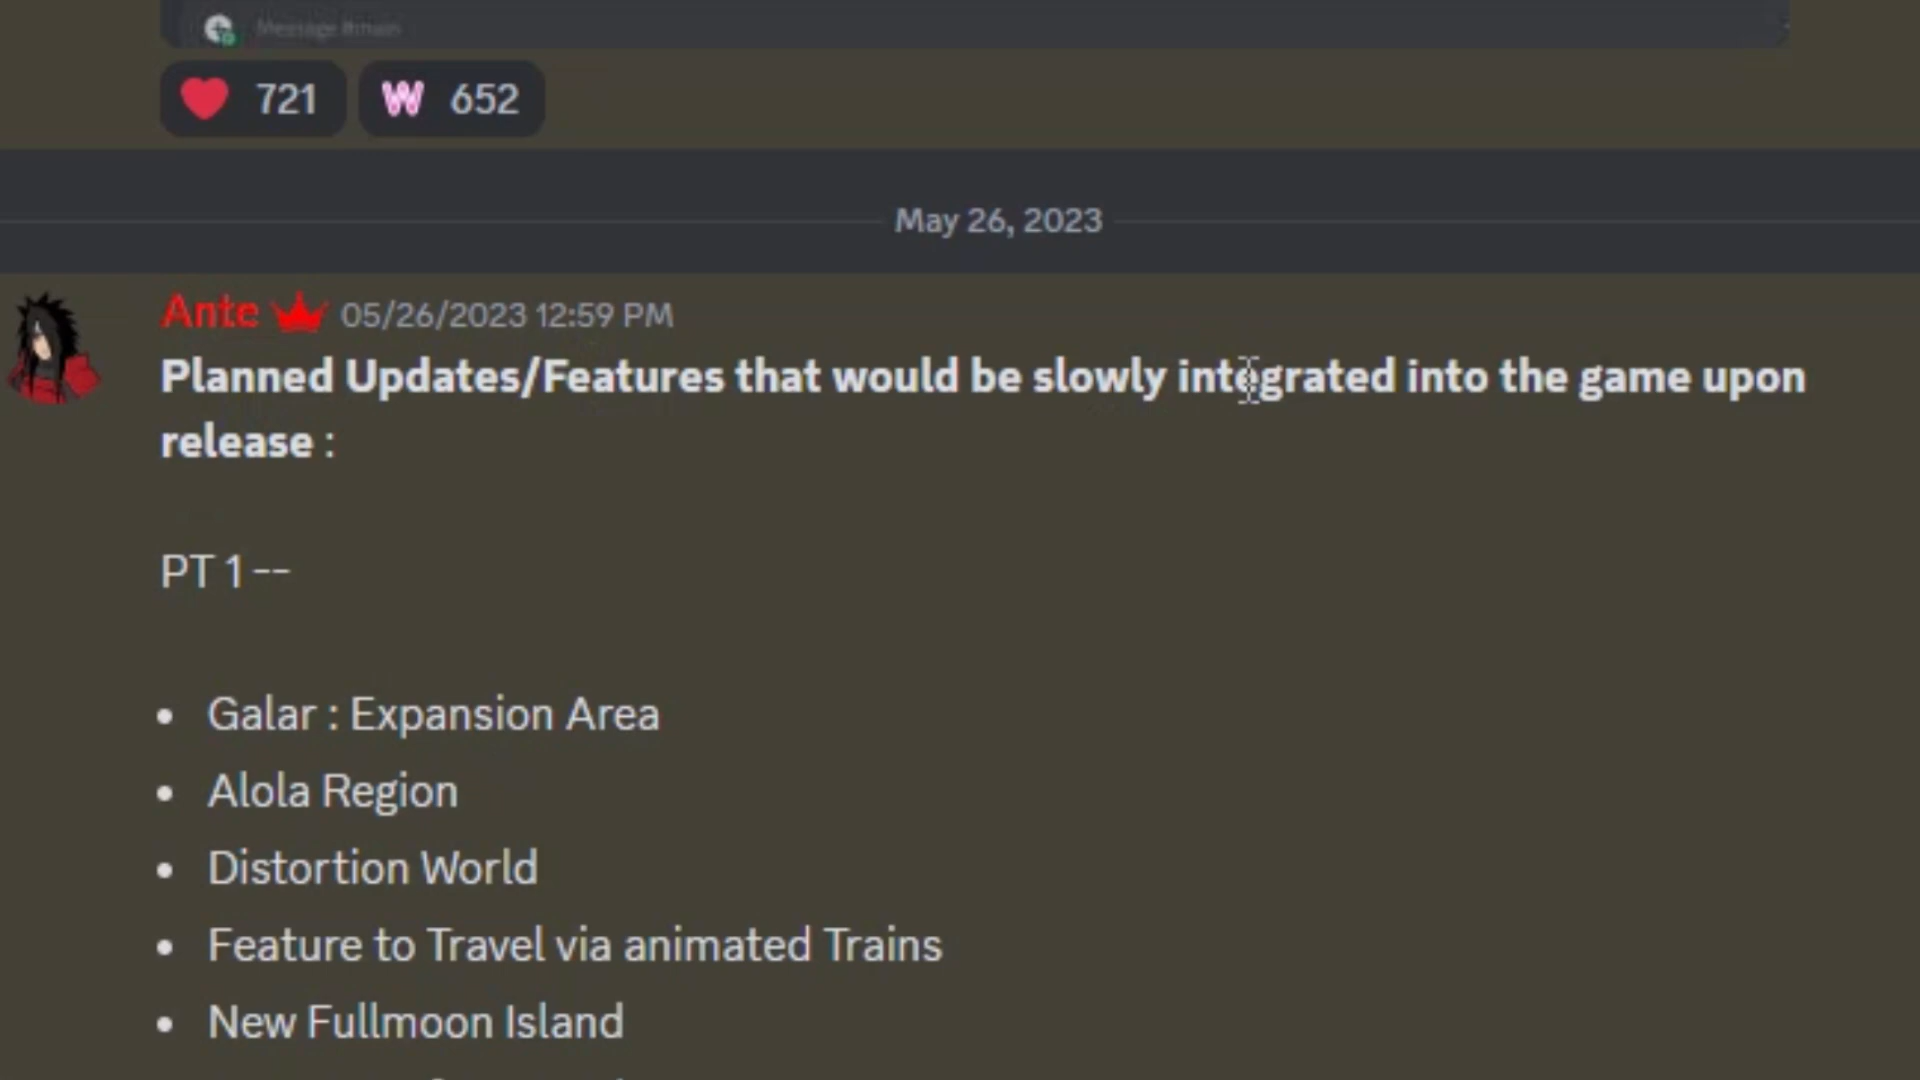 Message #main
721 W 652
May 26, 2023
Ante 05/26/2023 12:59 PM
Planned Updates/Features that would be slowly integrated into the game upon
release :
PT 1 --
• Galar : Expansion Area
• Alola Region
• Distortion World
• Feature to Travel via animated Trains
• New Fullmoon Island